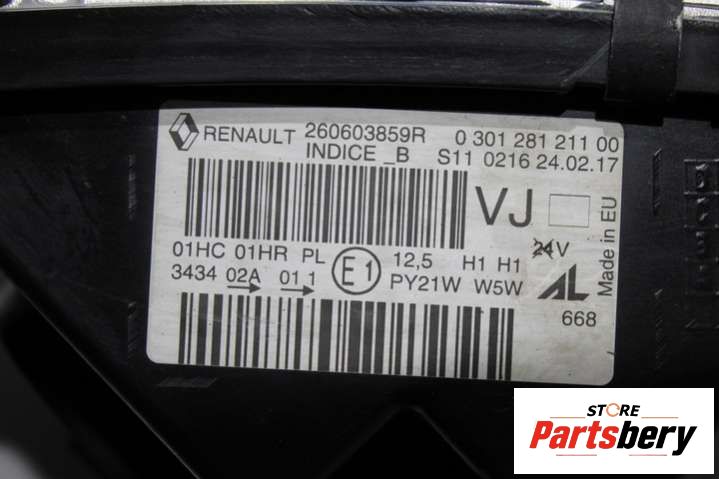 RENAULT 260603859R 0 301 281 211 00
INDICE _B S11 0216 24.02.17
VJ
Made in EU
01HC 01HR PL E1 12,5 H1 H1 24V
3434 02A 01 1 PY21W W5W AL
668
STORE
Partsbery